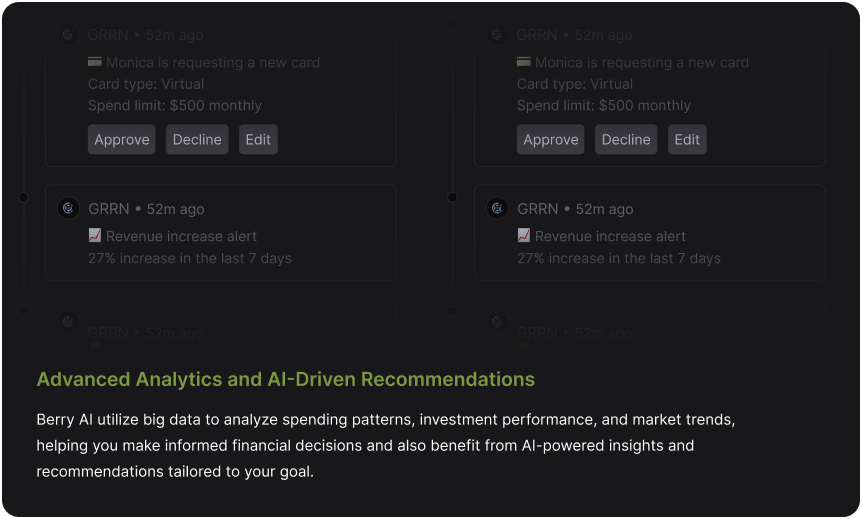 GRRN • 52m ago
💳 Monica is requesting a new card
Card type: Virtual
Spend limit: $500 monthly
Approve Decline Edit
GRRN • 52m ago
📈 Revenue increase alert
27% increase in the last 7 days
GRRN • 52m ago
GRRN • 52m ago
💳 Monica is requesting a new card
Card type: Virtual
Spend limit: $500 monthly
Approve Decline Edit
GRRN • 52m ago
📈 Revenue increase alert
27% increase in the last 7 days
GRRN • 52m ago
Advanced Analytics and AI-Driven Recommendations
Berry AI utilize big data to analyze spending patterns, investment performance, and market trends,
helping you make informed financial decisions and also benefit from AI-powered insights and
recommendations tailored to your goal.